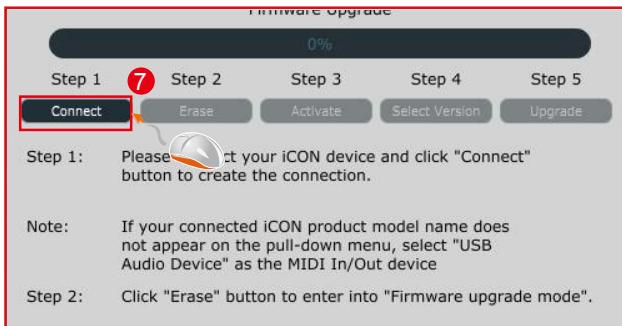 Firmware Upgrade
0%
Step 1 7 Step 2 Step 3 Step 4 Step 5
Connect Erase Activate Select Version Upgrade
Step 1: Please ct your iCON device and click "Connect"
button to create the connection.
Note: If your connected iCON product model name does
not appear on the pull-down menu, select "USB
Audio Device" as the MIDI In/Out device
Step 2: Click "Erase" button to enter into "Firmware upgrade mode".